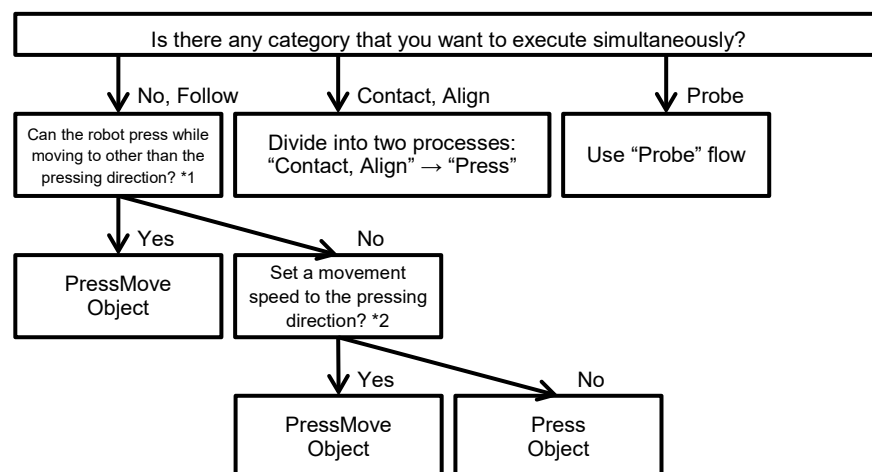 Is there any category that you want to execute simultaneously?
No, Follow
Contact, Align
Probe
Can the robot press while
moving to other than the
pressing direction? *1
Divide into two processes:
“Contact, Align” → “Press”
Use “Probe” flow
Yes
No
PressMove
Object
Set a movement
speed to the pressing
direction? *2
Yes
No
PressMove
Object
Press
Object